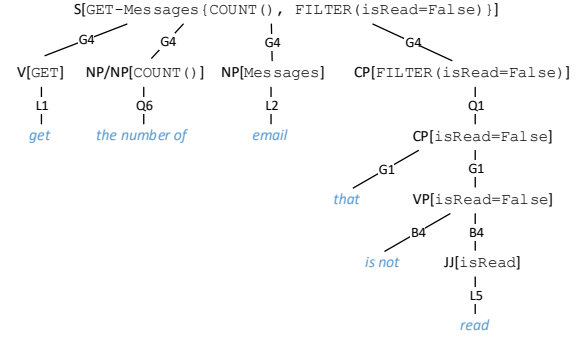 S[GET-Messages{COUNT(), FILTER(isRead=False)}]
G4 G4 G4 G4
V[GET] NP/NP[COUNT()] NP[Messages] CP[FILTER(isRead=False)]
L1 Q6 L2 Q1
get the number of email CP[isRead=False]
G1 G1
that VP[isRead=False]
B4 B4
is not JJ[isRead]
L5
read